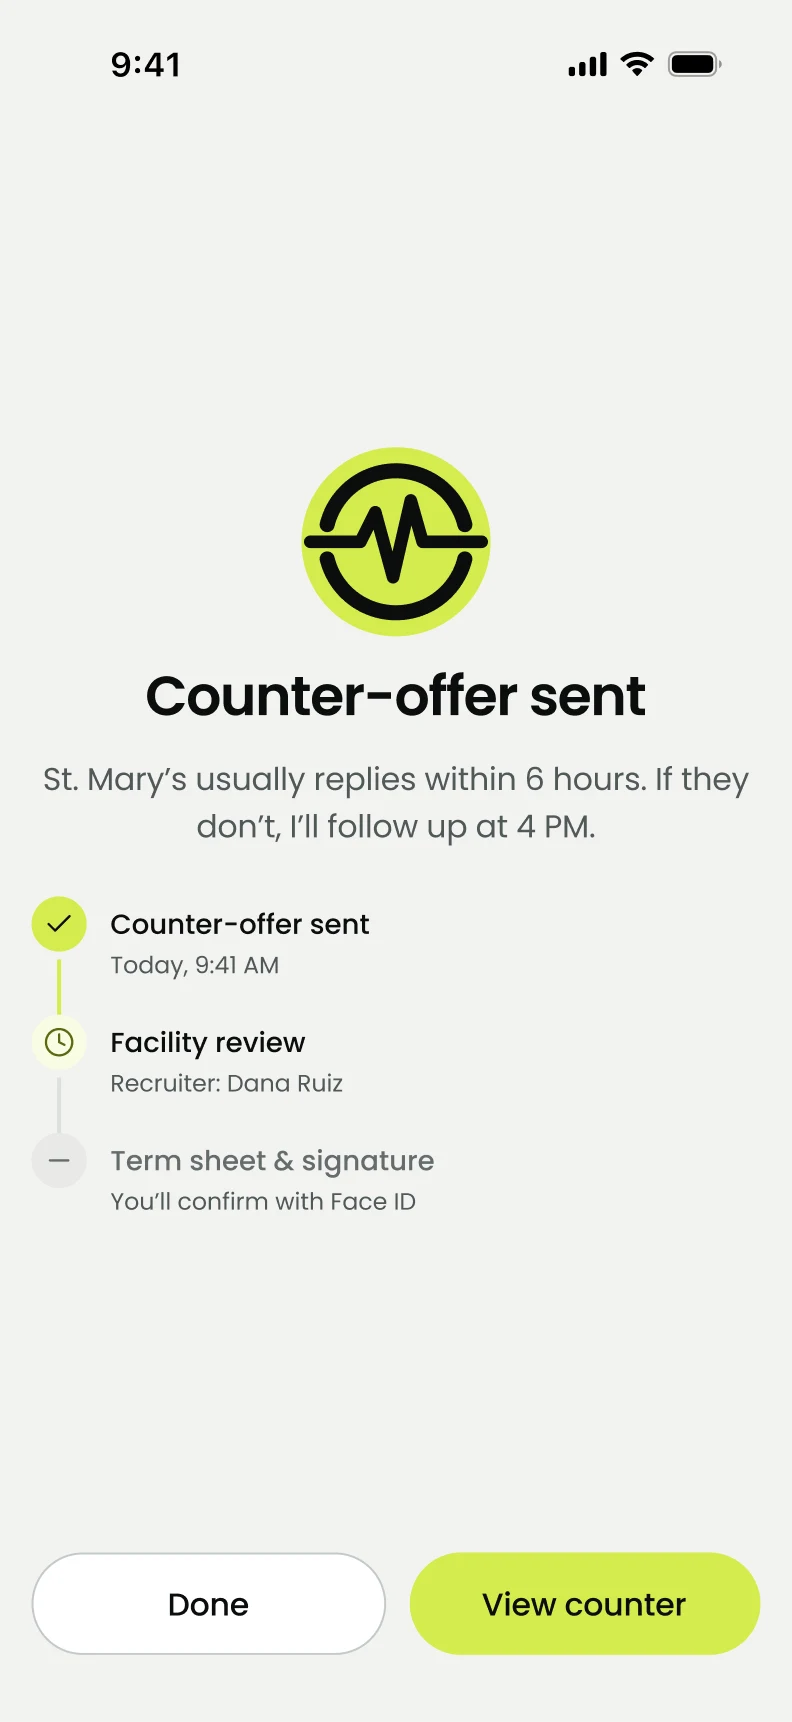 9:41
Counter-offer sent
St. Mary's usually replies within 6 hours. If they
don't, I'll follow up at 4 PM.
Counter-offer sent
Today, 9:41 AM
Facility review
Recruiter: Dana Ruiz
Term sheet & signature
You'll confirm with Face ID
Done
View counter